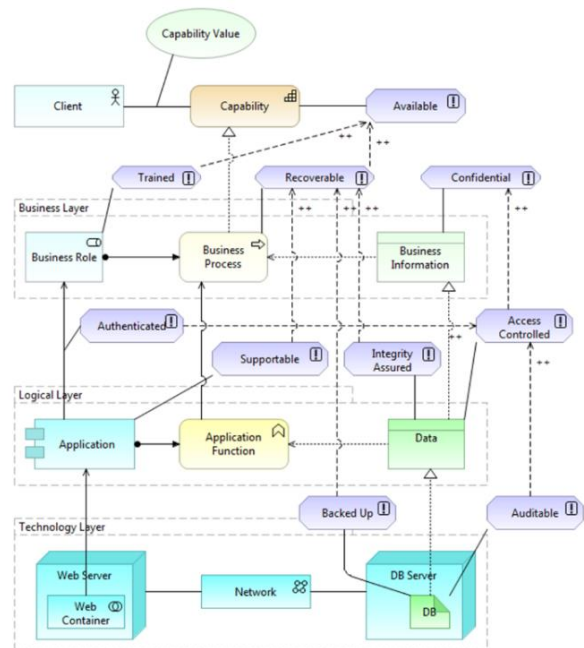 Capability Value
Client
Capability
Available
++
++
Trained
Recoverable
Confidential
++
++
++
++
Business Layer
Business Role
Business
Process
Business
Information
Authenticated
Access
Controlled
++
++
Supportable
Integrity
Assured
Logical Layer
Application
Application
Function
Data
Backed Up
Auditable
Technology Layer
Web Server
DB Server
Network
Web
Container
DB